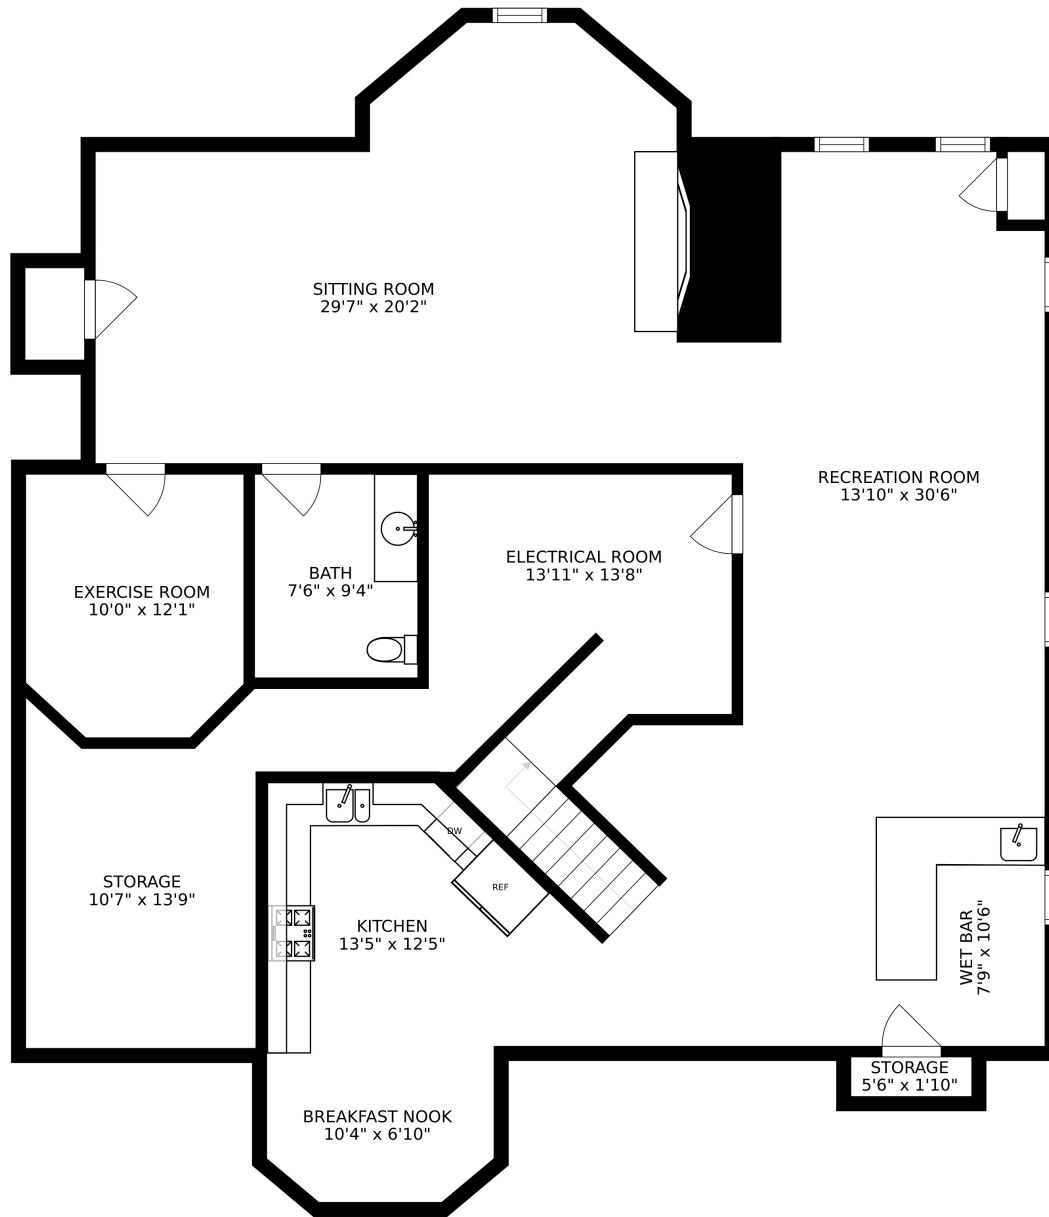 SITTING ROOM
29'7" x 20'2"
RECREATION ROOM
13'10" x 30'6"
ELECTRICAL ROOM
13'11" x 13'8"
BATH
7'6" x 9'4"
EXERCISE ROOM
10'0" x 12'1"
DW
REF
STORAGE
10'7" x 13'9"
KITCHEN
13'5" x 12'5"
WET BAR
7'9" x 10'6"
STORAGE
5'6" x 1'10"
BREAKFAST NOOK
10'4" x 6'10"